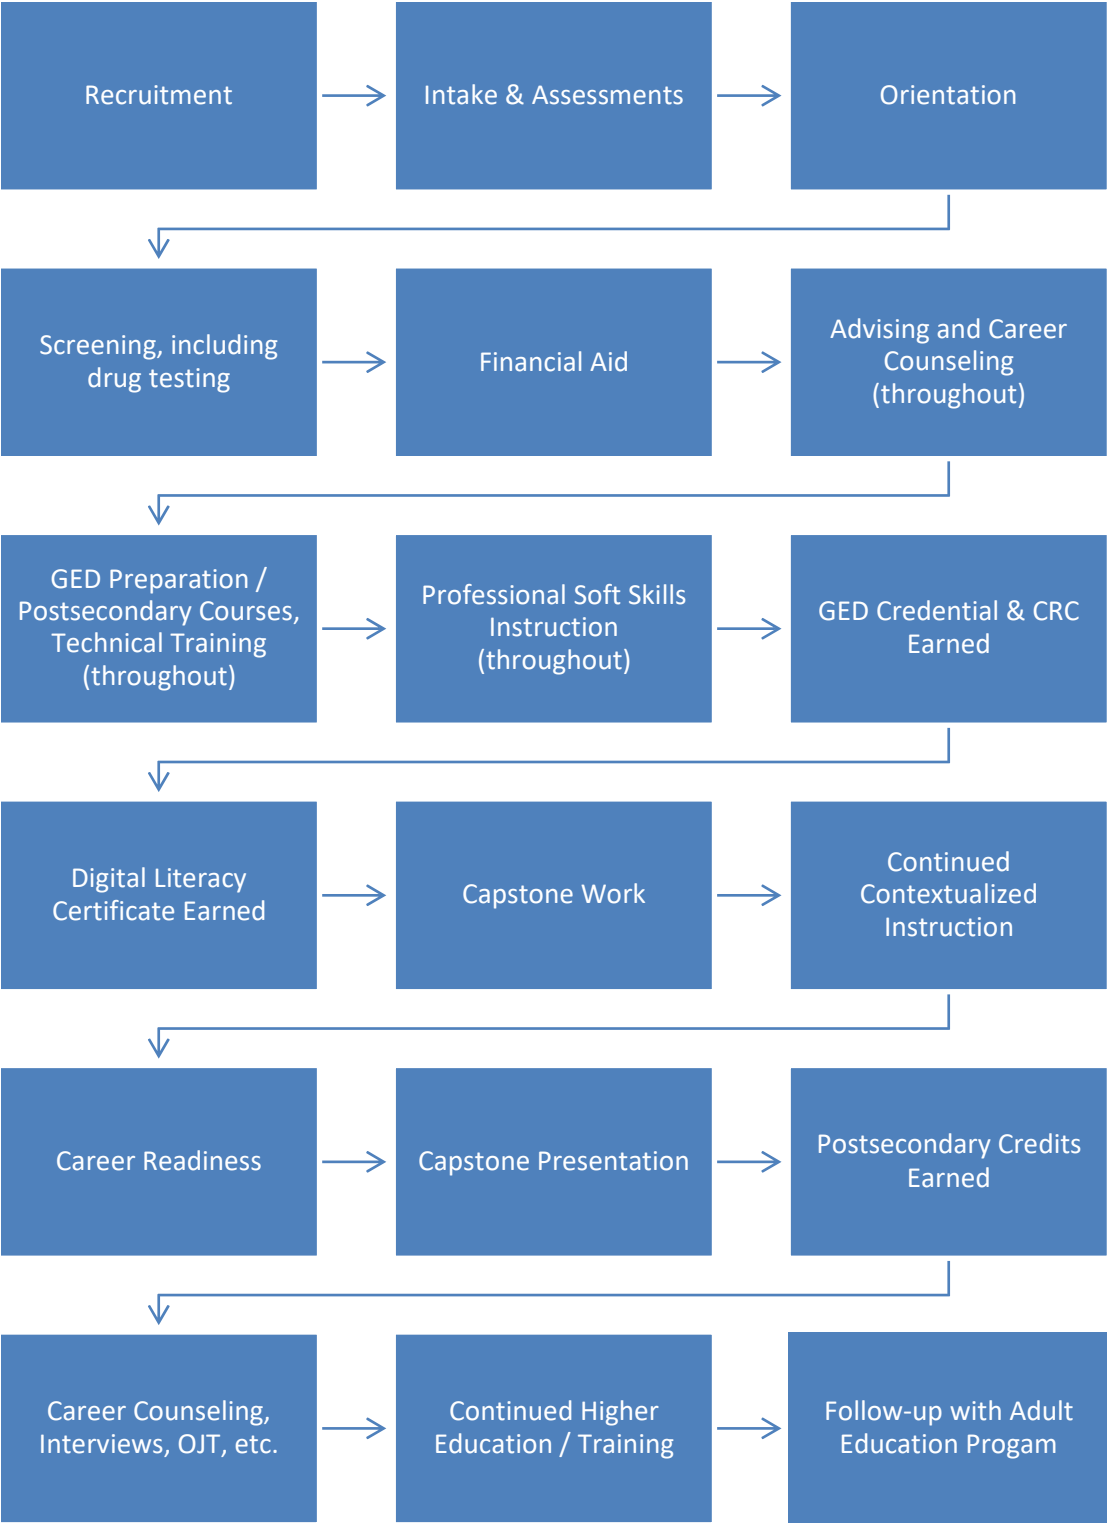 Recruitment
Intake & Assessments
Orientation
Screening, including
drug testing
Financial Aid
Advising and Career
Counseling
(throughout)
GED Preparation /
Postsecondary Courses,
Technical Training
(throughout)
Professional Soft Skills
Instruction
(throughout)
GED Credential & CRC
Earned
Digital Literacy
Certificate Earned
Capstone Work
Continued
Contextualized
Instruction
Career Readiness
Capstone Presentation
Postsecondary Credits
Earned
Career Counseling,
Interviews, OJT, etc.
Continued Higher
Education / Training
Follow-up with Adult
Education Progam